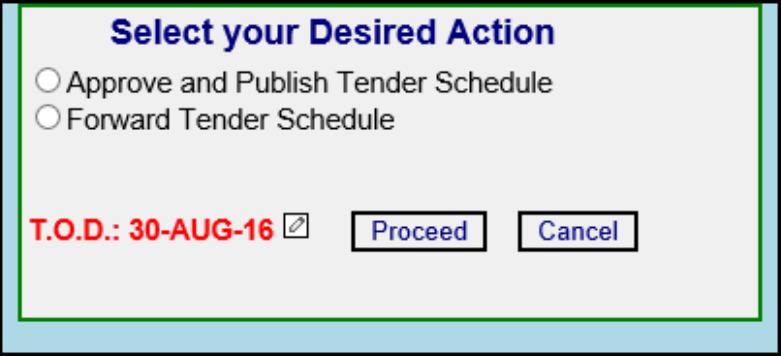 Select your Desired Action
Approve and Publish Tender Schedule
Forward Tender Schedule
T.O.D.: 30-AUG-16 Proceed Cancel